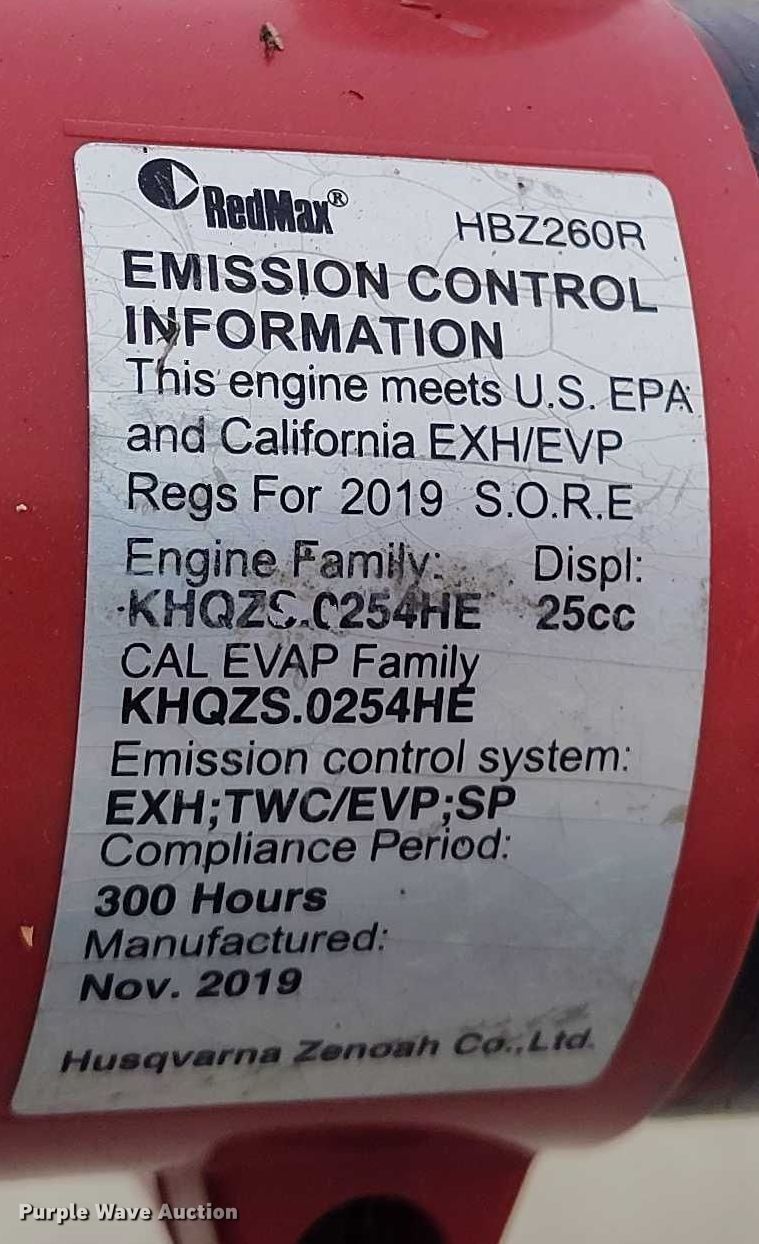 RedMax®
HBZ260R
EMISSION CONTROL
INFORMATION
This engine meets U.S. EPA
and California EXH/EVP
Regs For 2019 S.O.R.E
Engine Family: Displ:
KHQZS.0254HE 25cc
CAL EVAP Family
KHQZS.0254HE
Emission control system:
EXH;TWC/EVP;SP
Compliance Period:
300 Hours
Manufactured:
Nov. 2019
Husqvarna Zenoah Co.,Ltd.
Purple Wave Auction